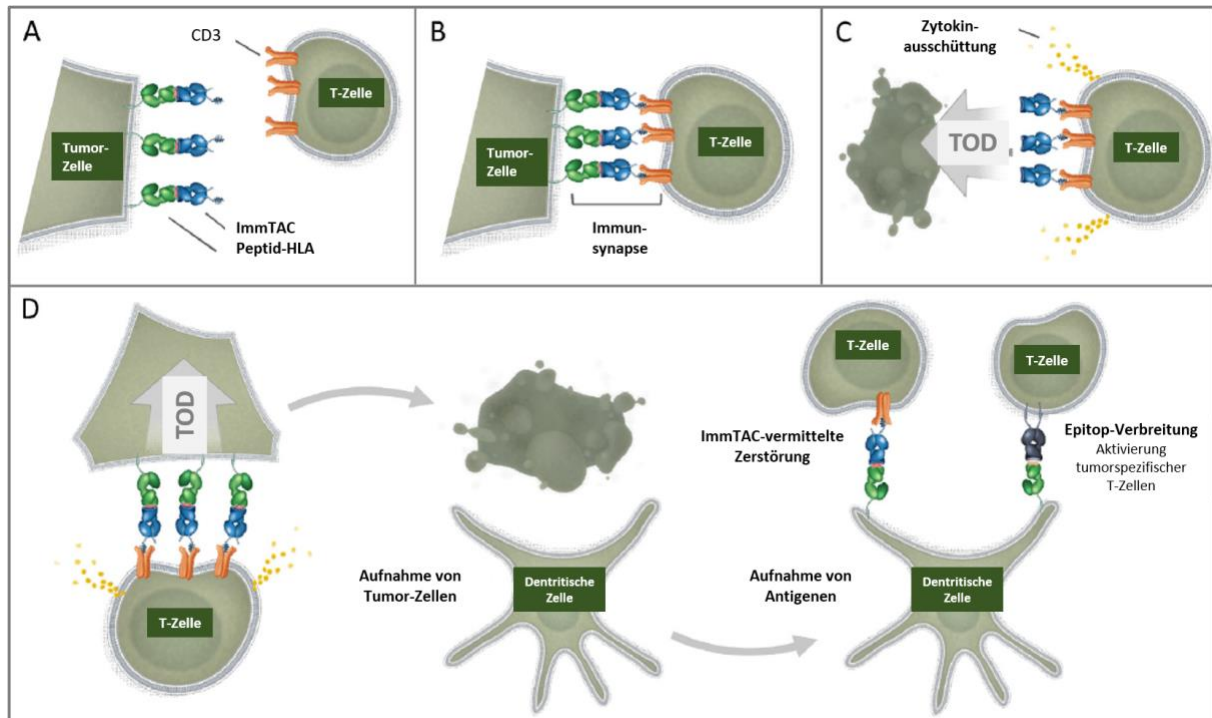 A
CD3
T-Zelle
Tumor-
Zelle
ImmTAC
Peptid-HLA
B
Tumor-
Zelle
T-Zelle
Immun-
synapse
C
Zytokin-
ausschüttung
TOD
T-Zelle
D
TOD
T-Zelle
Aufnahme von
Tumor-Zellen
Dentritische
Zelle
T-Zelle
ImmTAC-vermittelte
Zerstörung
T-Zelle
Epitop-Verbreitung
Aktivierung
tumorspezifischer
T-Zellen
Aufnahme von
Antigenen
Dentritische
Zelle